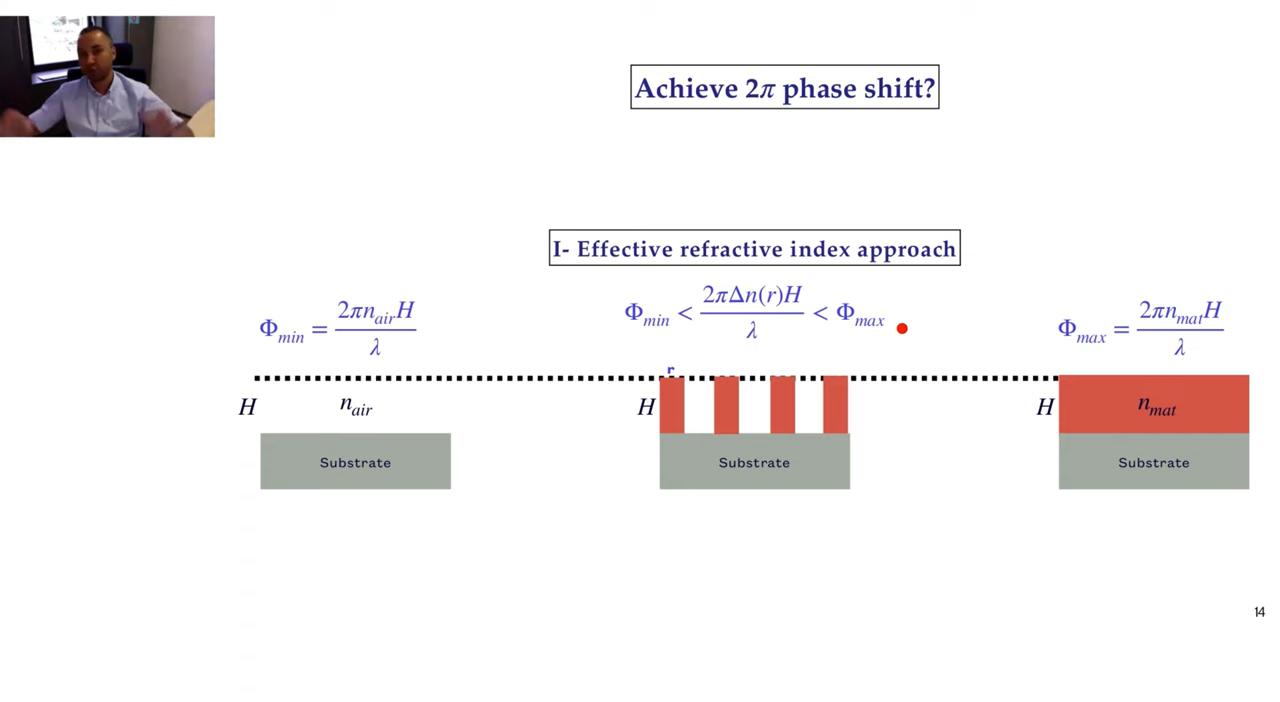 Achieve 2π phase shift?
I- Effective refractive index approach
Φ_min = 2πn_air H / λ
Φ_min < 2πΔn(r)H / λ < Φ_max
Φ_max = 2πn_mat H / λ
r
H n_air
H
H n_mat
Substrate
Substrate
Substrate
14